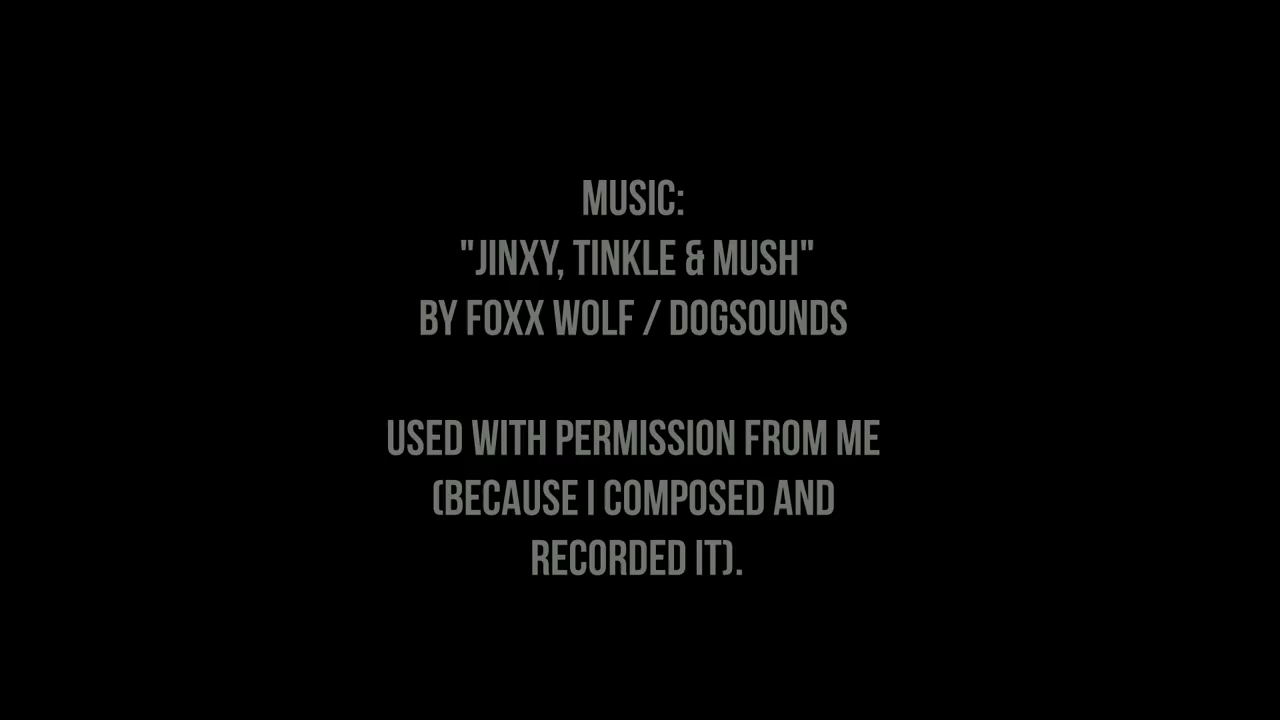 MUSIC:
"JINXY, TINKLE & MUSH"
BY FOXX WOLF / DOGSOUNDS
USED WITH PERMISSION FROM ME
(BECAUSE I COMPOSED AND
RECORDED IT).